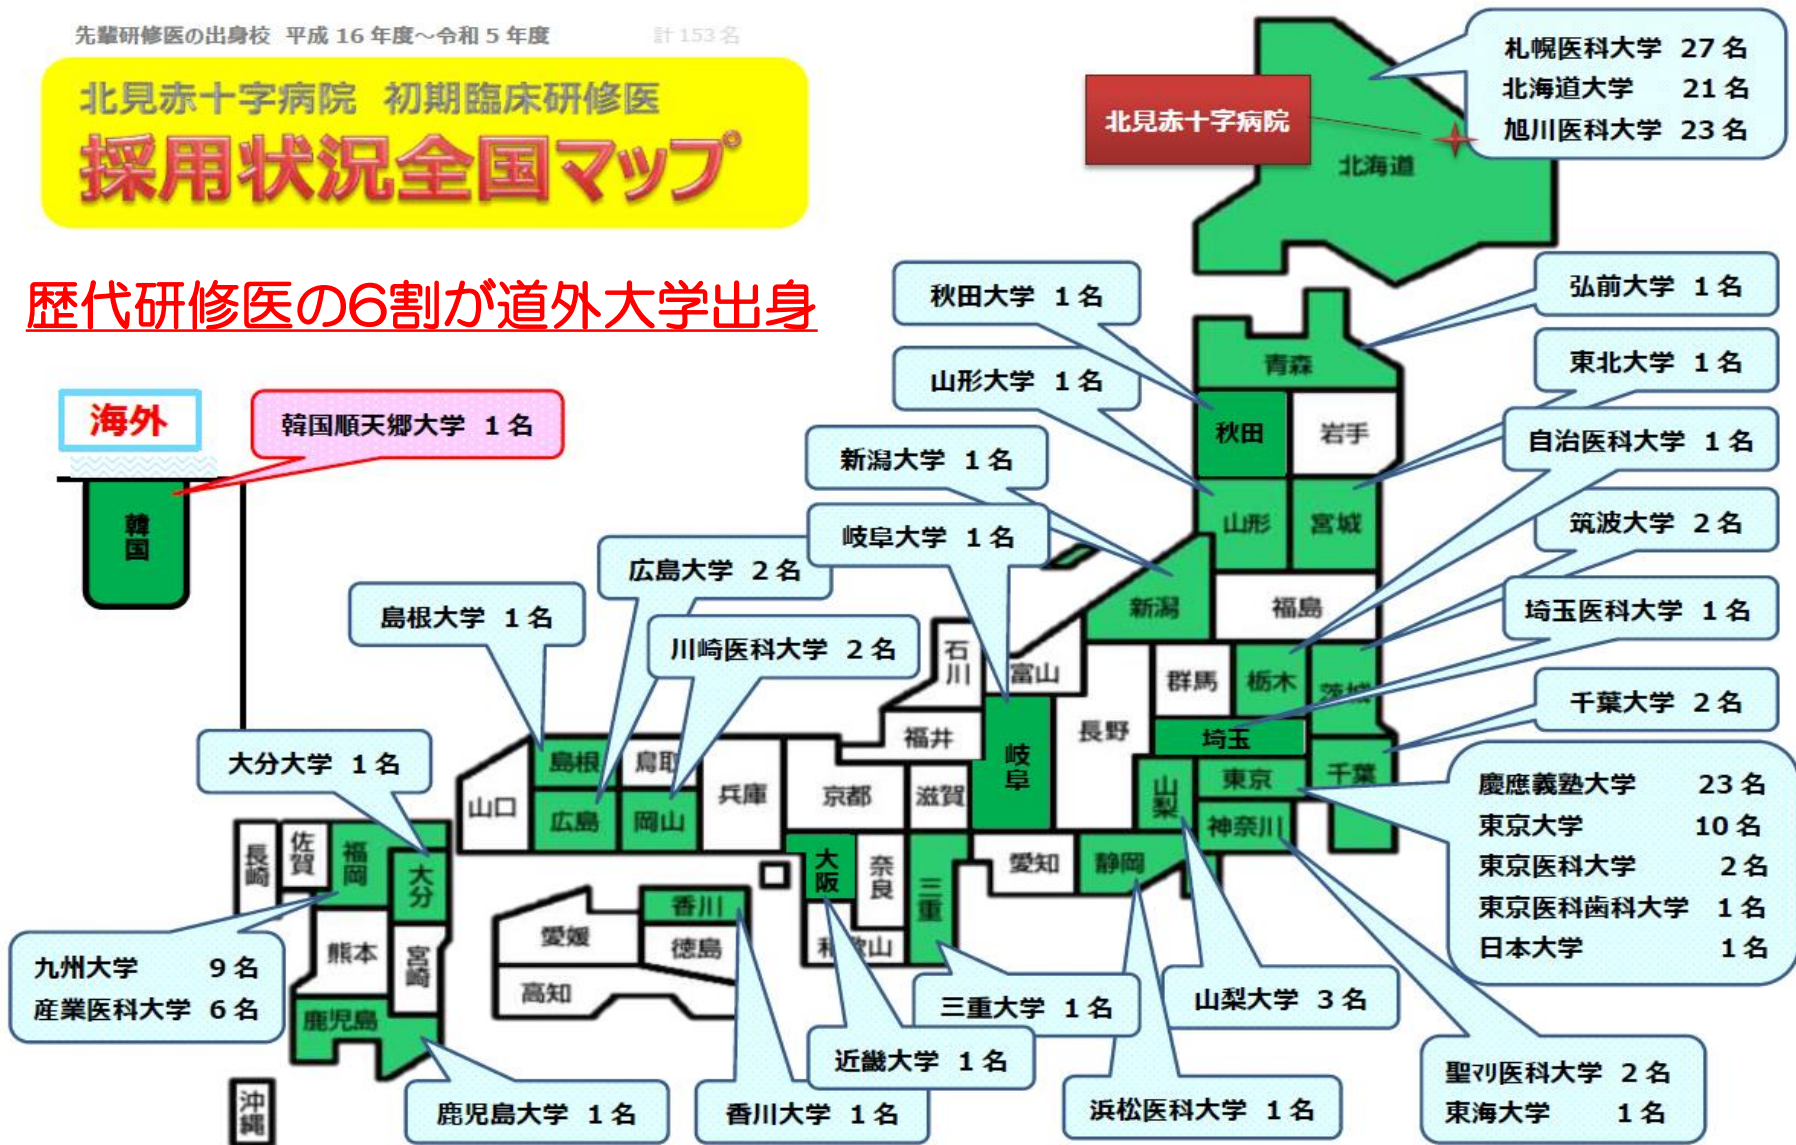 先輩研修医の出身校 平成 16 年度～令和 5 年度 計 153 名
北見赤十字病院 初期臨床研修医
採用状況全国マップ
歴代研修医の6割が道外大学出身
札幌医科大学 27 名
北海道大学 21 名
旭川医科大学 23 名
北見赤十字病院
北海道
秋田大学 1 名
弘前大学 1 名
青森
山形大学 1 名
東北大学 1 名
海外
韓国順天郷大学 1 名
韓国
秋田
岩手
新潟大学 1 名
自治医科大学 1 名
山形
宮城
岐阜大学 1 名
筑波大学 2 名
広島大学 2 名
新潟
福島
島根大学 1 名
埼玉医科大学 1 名
川崎医科大学 2 名
石川
富山
群馬
栃木
茨城
千葉大学 2 名
福井
長野
埼玉
大分大学 1 名
島根
鳥取
岐阜
山口
広島
岡山
兵庫
京都
滋賀
山梨
東京
千葉
神奈川
慶應義塾大学 23 名
東京大学 10 名
東京医科大学 2 名
東京医科歯科大学 1 名
日本大学 1 名
長崎
佐賀
福岡
大分
大阪
奈良
三重
愛知
静岡
香川
愛媛
徳島
和歌山
高知
熊本
宮崎
九州大学 9 名
産業医科大学 6 名
鹿児島
三重大学 1 名
山梨大学 3 名
近畿大学 1 名
聖マリ医科大学 2 名
東海大学 1 名
沖縄
鹿児島大学 1 名
香川大学 1 名
浜松医科大学 1 名